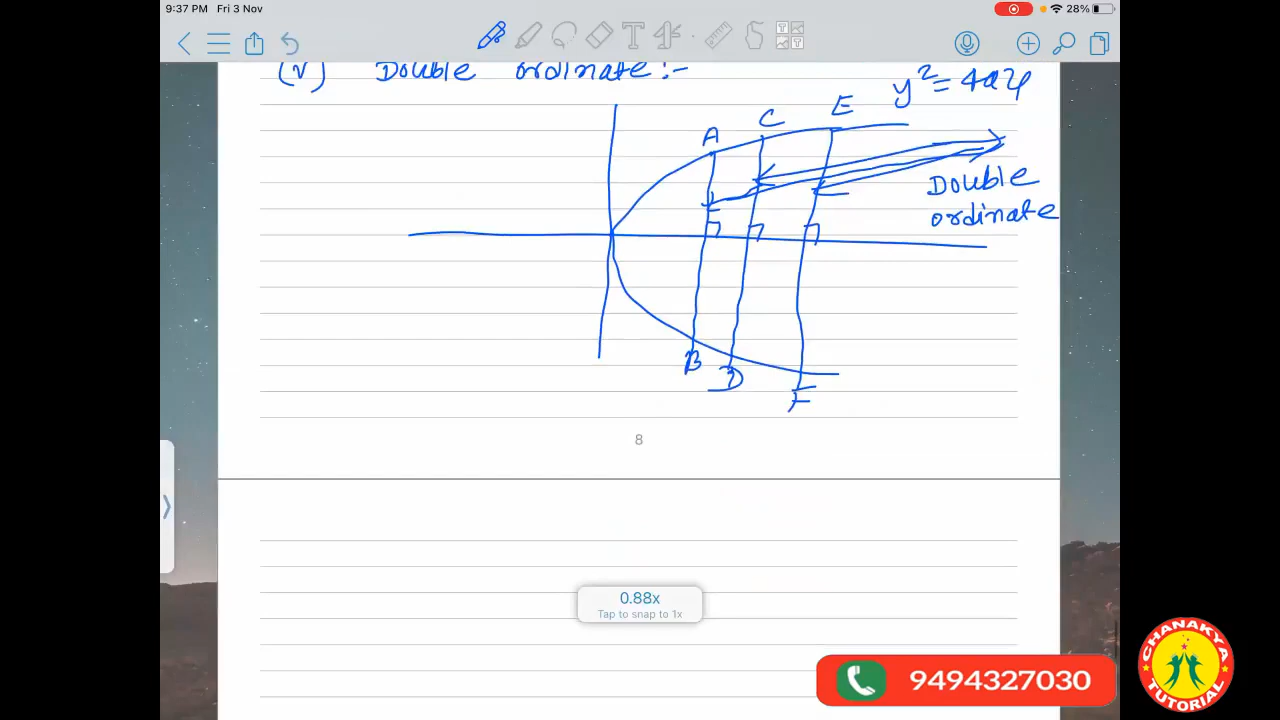 9:37 PM Fri 3 Nov
28%
T
(V) Double ordinate :-
y² = 4ax
A
C
E
Double
ordinate
B
D
F
8
0.88x
Tap to snap to 1x
9494327030
CHANAKYA
TUTORIAL